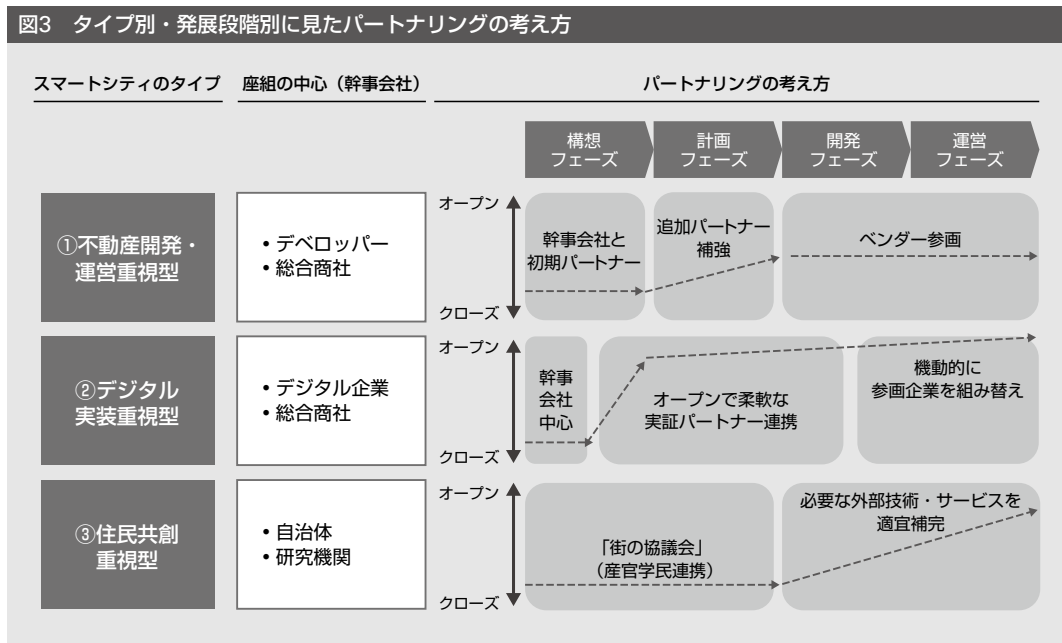 図3 タイプ別・発展段階別に見たパートナリングの考え方
スマートシティのタイプ
座組の中心（幹事会社）
パートナリングの考え方
構想
フェーズ
計画
フェーズ
開発
フェーズ
運営
フェーズ
①不動産開発・
運営重視型
• デベロッパー
• 総合商社
オープン
クローズ
幹事会社と
初期パートナー
追加パートナー
補強
ベンダー参画
②デジタル
実装重視型
• デジタル企業
• 総合商社
オープン
クローズ
幹事
会社
中心
オープンで柔軟な
実証パートナー連携
機動的に
参画企業を組み替え
③住民共創
重視型
• 自治体
• 研究機関
オープン
クローズ
「街の協議会」
（産官学民連携）
必要な外部技術・サービスを
適宜補完